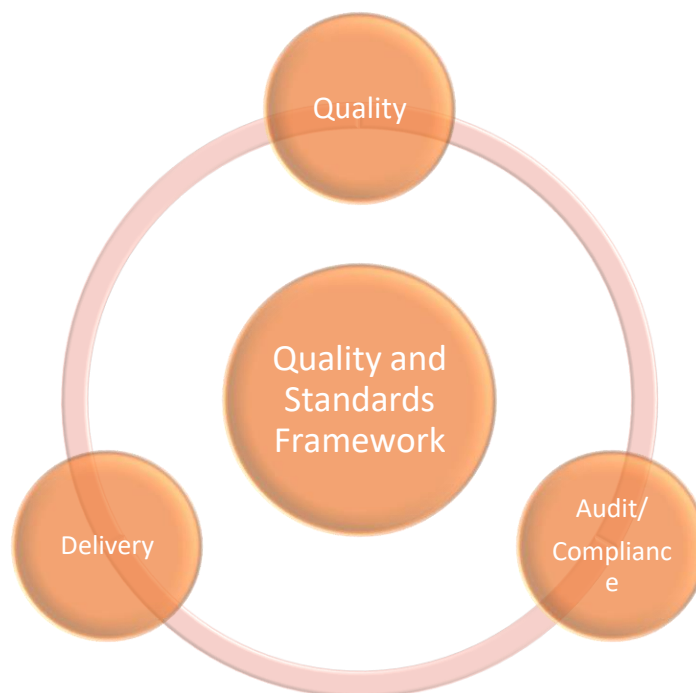 Quality
Quality and
Standards
Framework
Delivery
Audit/
Complianc
e